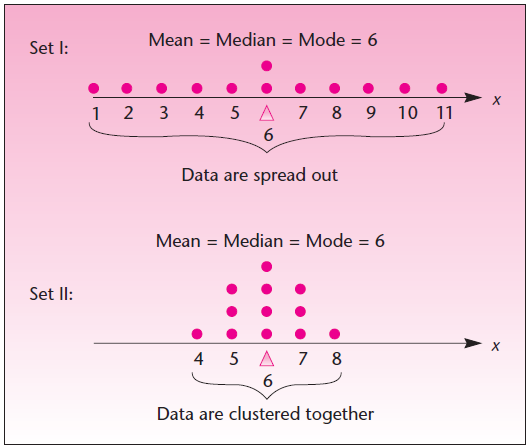 Set I:
Mean = Median = Mode = 6
x
1 2 3 4 5 7 8 9 10 11
6
Data are spread out
Mean = Median = Mode = 6
Set II:
x
4 5 7 8
6
Data are clustered together